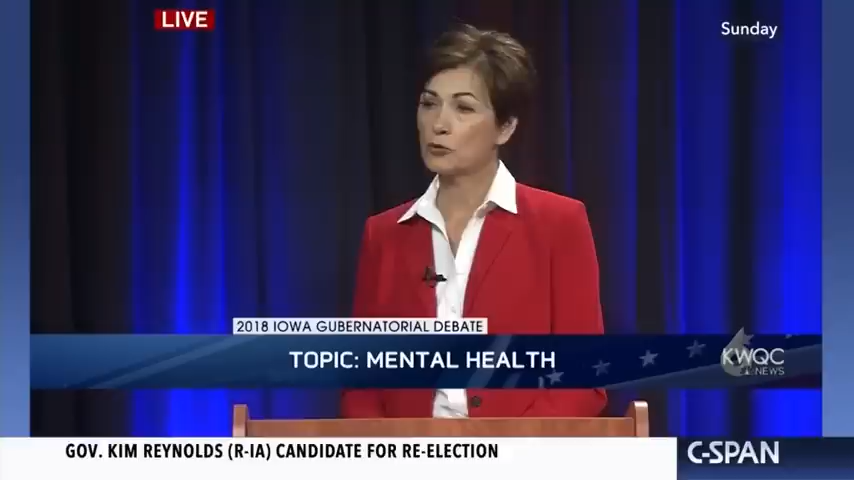 LIVE
Sunday
2018 IOWA GUBERNATORIAL DEBATE
TOPIC: MENTAL HEALTH
KWQC
NEWS
GOV. KIM REYNOLDS (R-IA) CANDIDATE FOR RE-ELECTION
C-SPAN